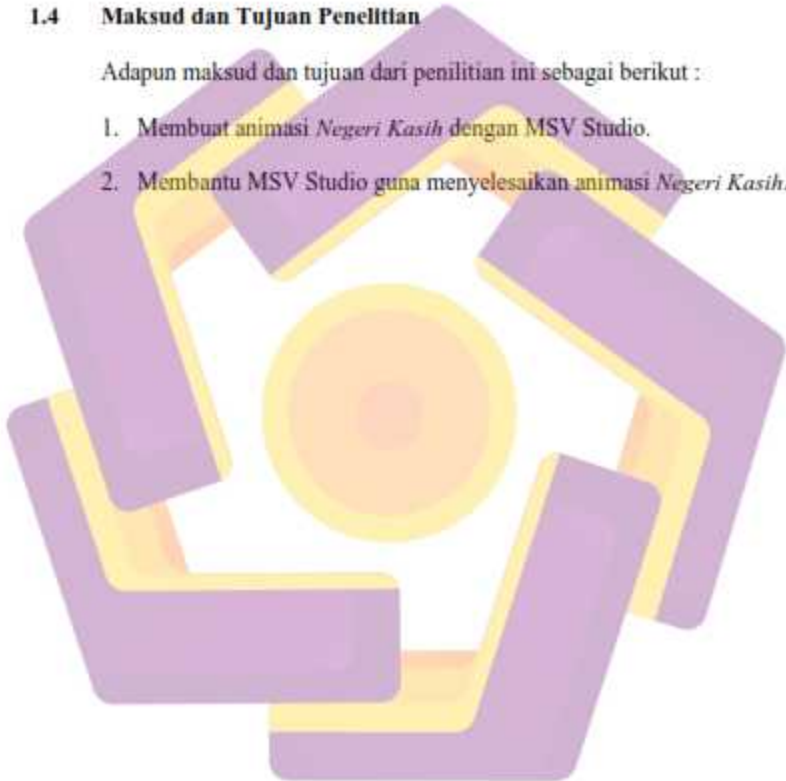 1.4 Maksud dan Tujuan Penelitian
Adapun maksud dan tujuan dari penilitian ini sebagai berikut :
1. Membuat animasi Negeri Kasih dengan MSV Studio.
2. Membantu MSV Studio guna menyelesaikan animasi Negeri Kasih.